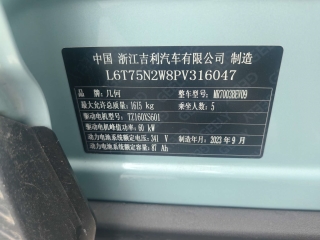 中国 浙江吉利汽车有限公司 制造
L6T75N2W8PV316047
品牌：几何 整车型号：MR7003BEV09
最大允许总质量：1615 kg 乘坐人数：5
驱动电机型号：TZ160XS601
驱动电机峰值功率：60 kW
动力电池系统额定电压：341 V 制造年月：2023 年 9 月
动力电池系统额定容量：87 Ah